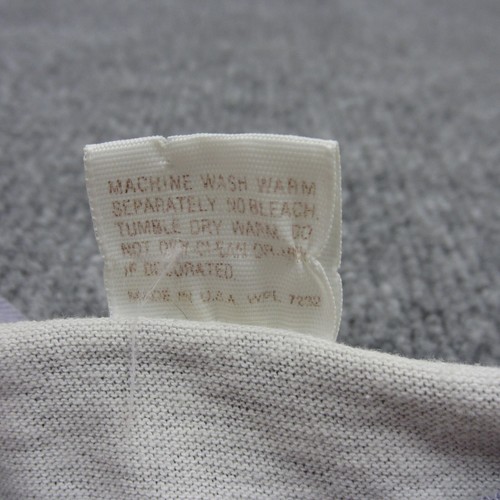 MACHINE WASH WARM
SEPARATELY NO BLEACH.
TUMBLE DRY WARM. DO
NOT DRY CLEAN OR
IF DECORATED.
MADE IN U.S.A. WPL 7232